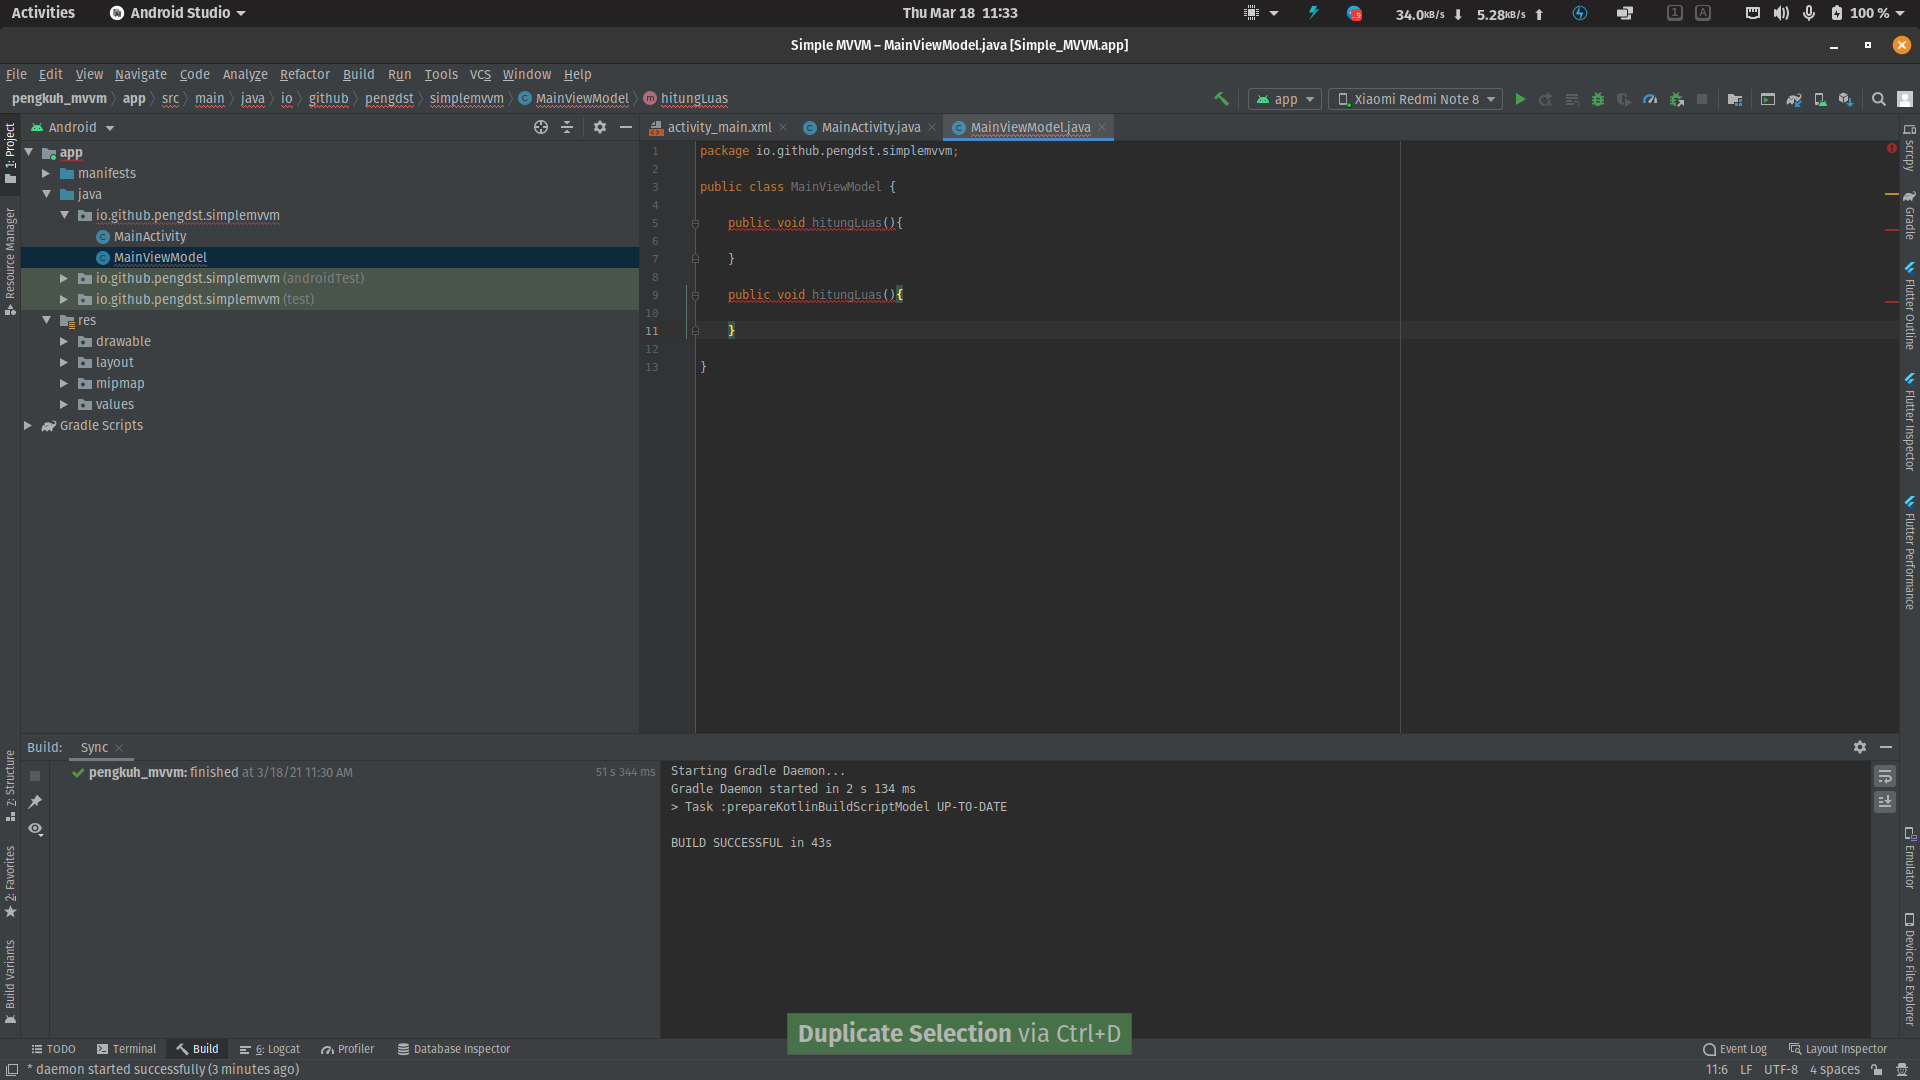 Activities Android Studio Thu Mar 18 11:33 34.0kB/s 5.28kB/s 1 A 100 %
Simple MVVM – MainViewModel.java [Simple_MVVM.app]
File Edit View Navigate Code Analyze Refactor Build Run Tools VCS Window Help
pengkuh_mvvm app src main java io github pengdst simplemvvm MainViewModel hitungLuas app Xiaomi Redmi Note 8
Android
activity_main.xml MainActivity.java MainViewModel.java
app
manifests
java
io.github.pengdst.simplemvvm
MainActivity
MainViewModel
io.github.pengdst.simplemvvm (androidTest)
io.github.pengdst.simplemvvm (test)
res
drawable
layout
mipmap
values
Gradle Scripts
1: Project
Resource Manager
7: Structure
2: Favorites
Build Variants
1 package io.github.pengdst.simplemvvm;
2
3 public class MainViewModel {
4
5 public void hitungLuas(){
6
7 }
8
9 public void hitungLuas(){
10
11 }
12
13 }
scrcpy
Gradle
Flutter Outline
Flutter Inspector
Flutter Performance
Emulator
Device File Explorer
Build: Sync
pengkuh_mvvm: finished at 3/18/21 11:30 AM 51 s 344 ms
Starting Gradle Daemon...
Gradle Daemon started in 2 s 134 ms
> Task :prepareKotlinBuildScriptModel UP-TO-DATE
BUILD SUCCESSFUL in 43s
Duplicate Selection via Ctrl+D
TODO Terminal Build 6: Logcat Profiler Database Inspector Event Log Layout Inspector
* daemon started successfully (3 minutes ago) 11:6 LF UTF-8 4 spaces